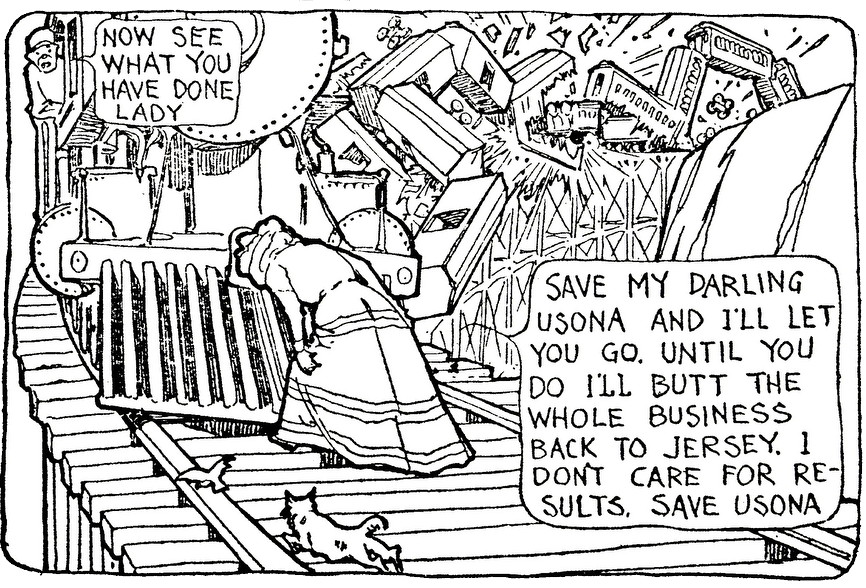 NOW SEE
WHAT YOU
HAVE DONE
LADY
SAVE MY DARLING
USONA AND I'LL LET
YOU GO. UNTIL YOU
DO I'LL BUTT THE
WHOLE BUSINESS
BACK TO JERSEY. I
DON'T CARE FOR RE-
SULTS. SAVE USONA